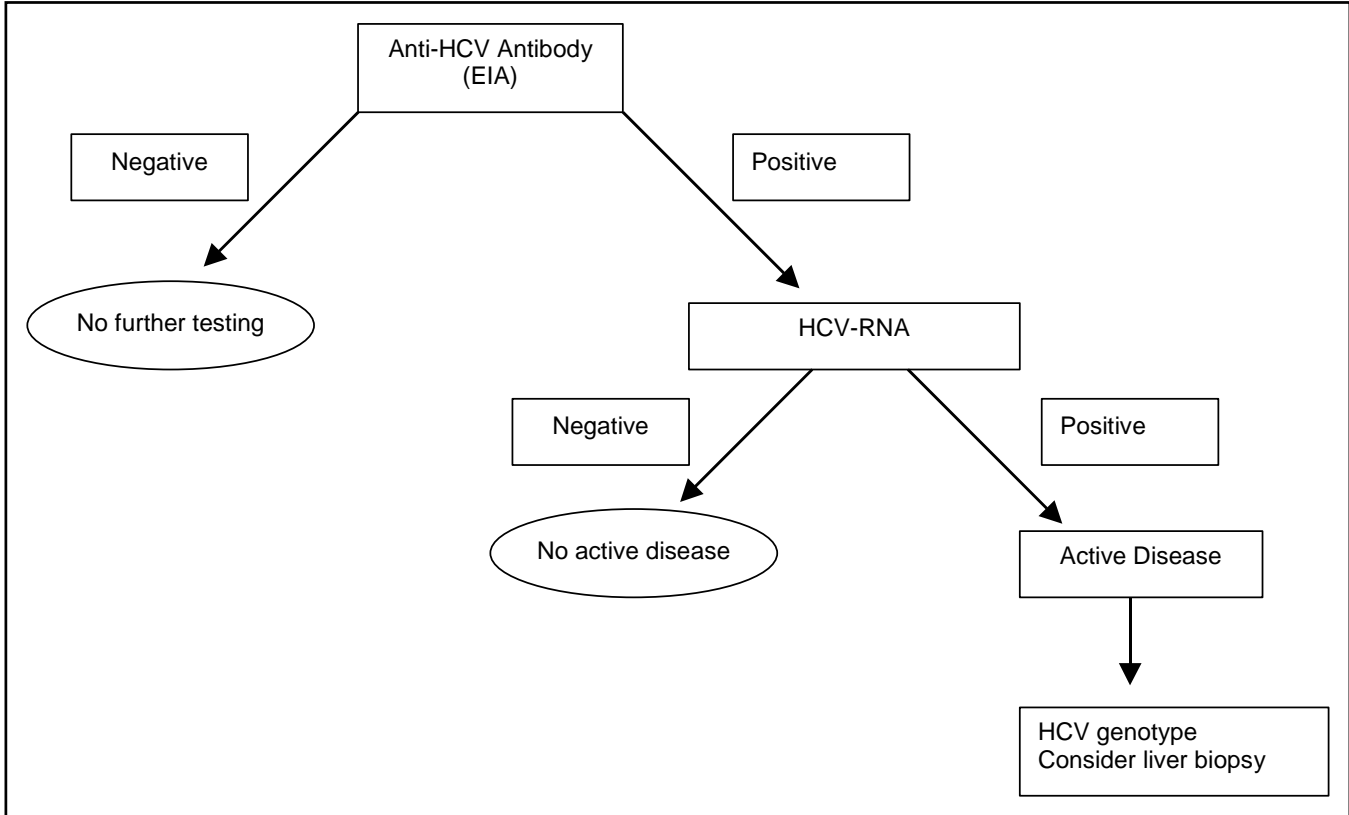 Anti-HCV Antibody
(EIA)
Negative
Positive
No further testing
HCV-RNA
Negative
Positive
No active disease
Active Disease
HCV genotype
Consider liver biopsy